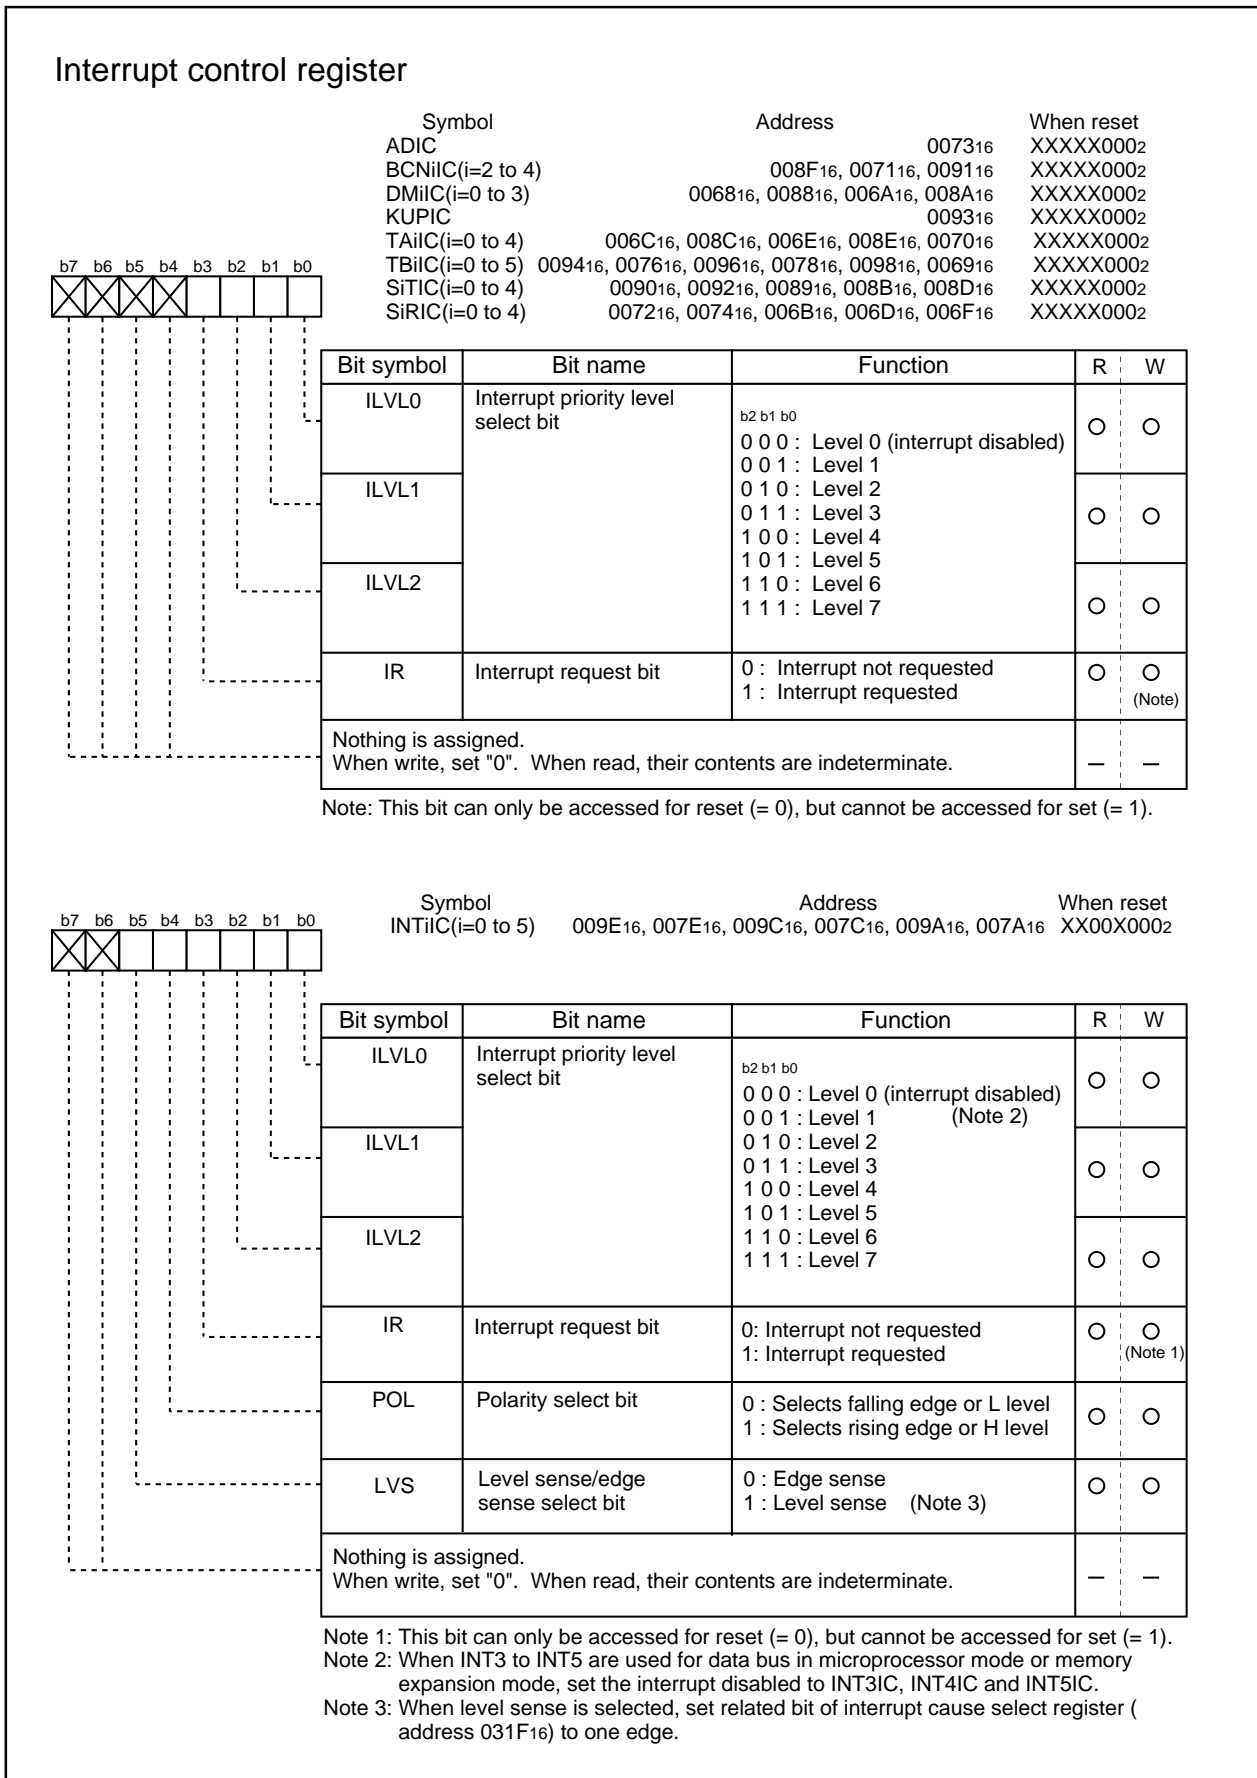 Interrupt control register
Symbol Address When reset
ADIC 007316 XXXXX0002
BCNiIC(i=2 to 4) 008F16, 007116, 009116 XXXXX0002
DMiIC(i=0 to 3) 006816, 008816, 006A16, 008A16 XXXXX0002
KUPIC 009316 XXXXX0002
TAiIC(i=0 to 4) 006C16, 008C16, 006E16, 008E16, 007016 XXXXX0002
TBiIC(i=0 to 5) 009416, 007616, 009616, 007816, 009816, 006916 XXXXX0002
SiTIC(i=0 to 4) 009016, 009216, 008916, 008B16, 008D16 XXXXX0002
SiRIC(i=0 to 4) 007216, 007416, 006B16, 006D16, 006F16 XXXXX0002
b7 b6 b5 b4 b3 b2 b1 b0
Bit symbol Bit name Function R W
ILVL0 Interrupt priority level
select bit
b2 b1 b0
0 0 0 : Level 0 (interrupt disabled)
0 0 1 : Level 1
ILVL1 0 1 0 : Level 2
0 1 1 : Level 3
1 0 0 : Level 4
1 0 1 : Level 5
ILVL2 1 1 0 : Level 6
1 1 1 : Level 7
IR Interrupt request bit 0 : Interrupt not requested
1 : Interrupt requested
(Note)
Nothing is assigned.
When write, set "0". When read, their contents are indeterminate. – –
Note: This bit can only be accessed for reset (= 0), but cannot be accessed for set (= 1).
Symbol Address When reset
INTiIC(i=0 to 5) 009E16, 007E16, 009C16, 007C16, 009A16, 007A16 XX00X0002
b7 b6 b5 b4 b3 b2 b1 b0
Bit symbol Bit name Function R W
ILVL0 Interrupt priority level
select bit
b2 b1 b0
0 0 0 : Level 0 (interrupt disabled)
0 0 1 : Level 1 (Note 2)
ILVL1 0 1 0 : Level 2
0 1 1 : Level 3
1 0 0 : Level 4
1 0 1 : Level 5
ILVL2 1 1 0 : Level 6
1 1 1 : Level 7
IR Interrupt request bit 0: Interrupt not requested
1: Interrupt requested (Note 1)
POL Polarity select bit 0 : Selects falling edge or L level
1 : Selects rising edge or H level
LVS Level sense/edge 0 : Edge sense
sense select bit 1 : Level sense (Note 3)
Nothing is assigned.
When write, set "0". When read, their contents are indeterminate. – –
Note 1: This bit can only be accessed for reset (= 0), but cannot be accessed for set (= 1).
Note 2: When INT3 to INT5 are used for data bus in microprocessor mode or memory
expansion mode, set the interrupt disabled to INT3IC, INT4IC and INT5IC.
Note 3: When level sense is selected, set related bit of interrupt cause select register (
address 031F16) to one edge.